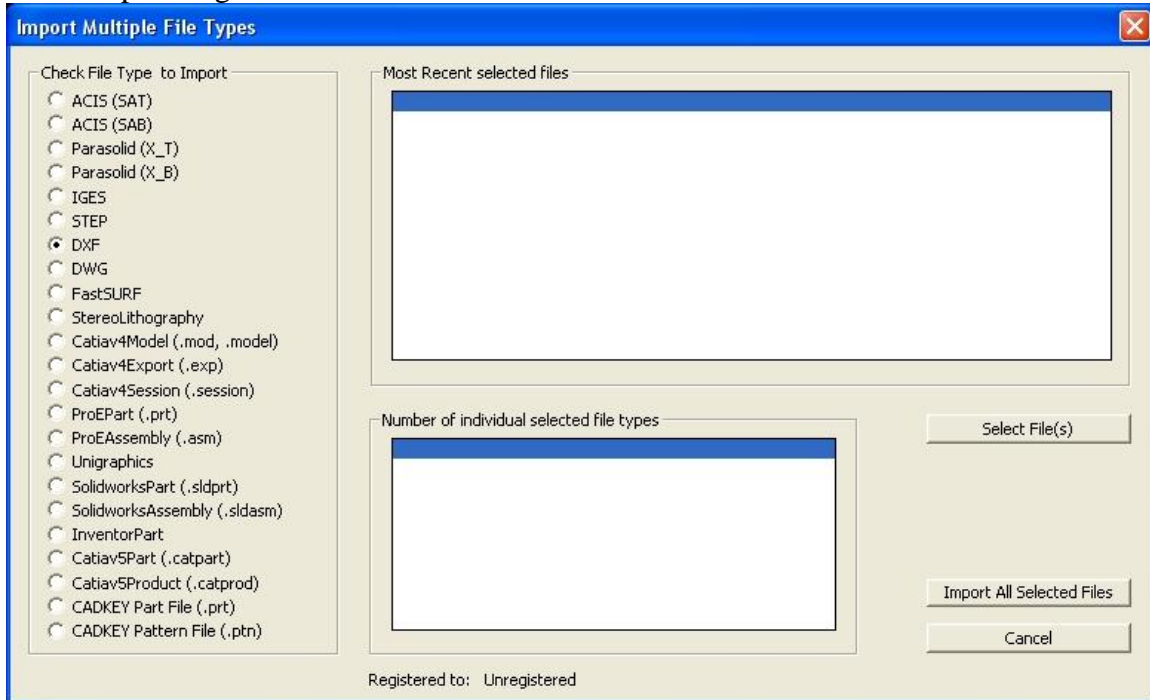 Import Multiple File Types
Check File Type to Import
ACIS (SAT)
ACIS (SAB)
Parasolid (X_T)
Parasolid (X_B)
IGES
STEP
DXF
DWG
FastSURF
StereoLithography
Catiav4Model (.mod, .model)
Catiav4Export (.exp)
Catiav4Session (.session)
ProEPart (.prt)
ProEAssembly (.asm)
Unigraphics
SolidworksPart (.sldprt)
SolidworksAssembly (.sldasm)
InventorPart
Catiav5Part (.catpart)
Catiav5Product (.catprod)
CADKEY Part File (.prt)
CADKEY Pattern File (.ptn)
Most Recent selected files
Number of individual selected file types
Select File(s)
Import All Selected Files
Cancel
Registered to: Unregistered